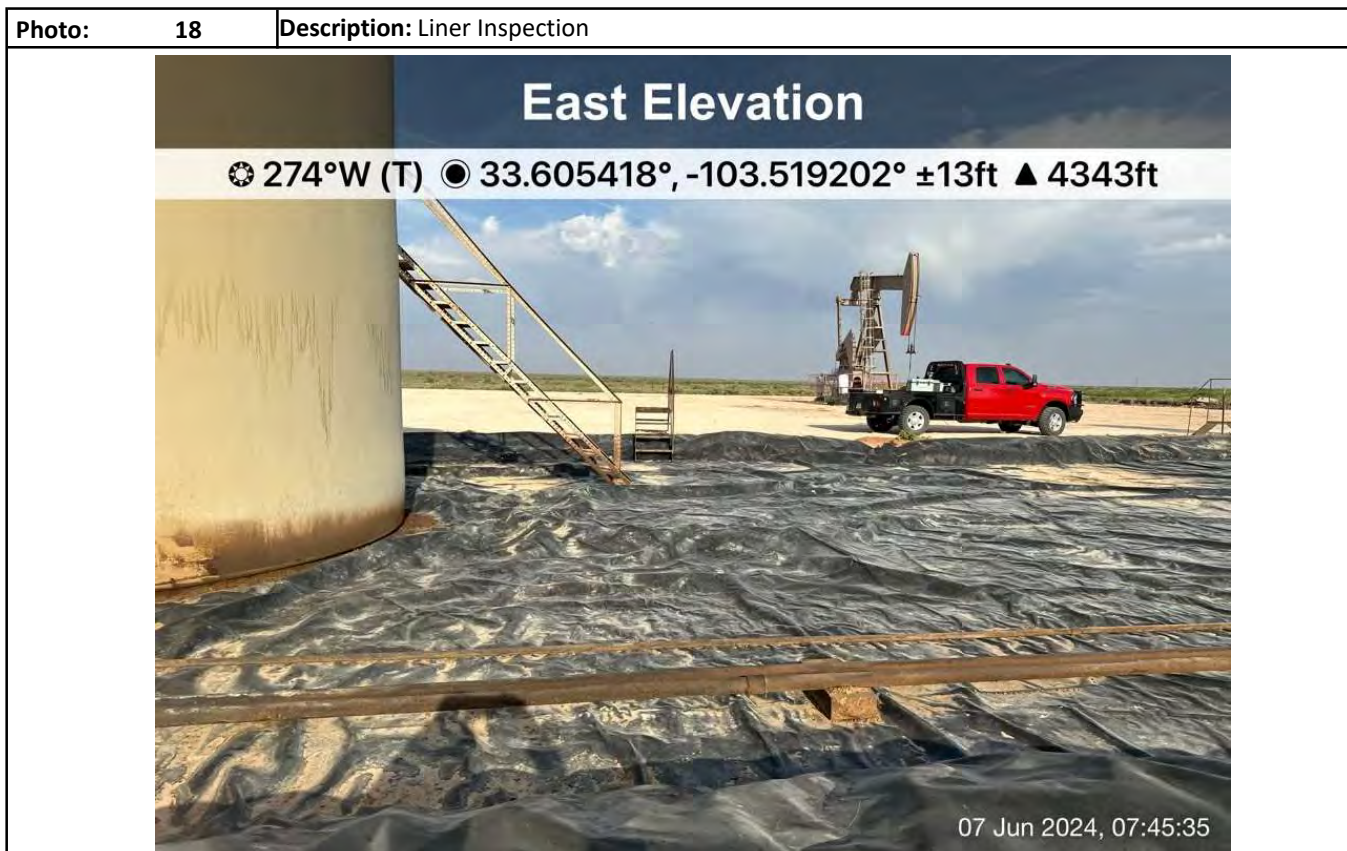 Photo: 18 Description: Liner Inspection
East Elevation
274°W (T) 33.605418°, -103.519202° ±13ft ▲ 4343ft
07 Jun 2024, 07:45:35